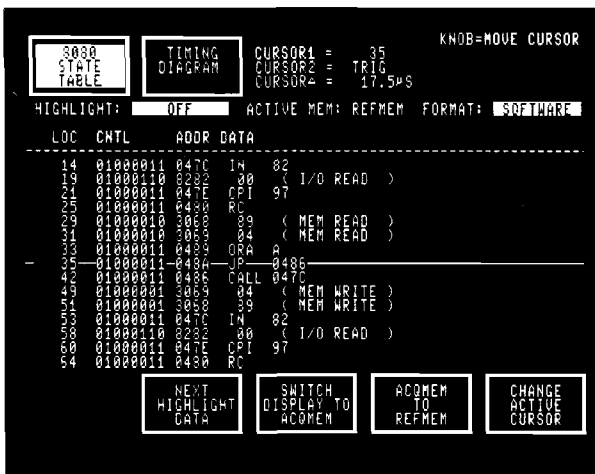 KNOB=MOVE CURSOR
8080
STATE
TABLE
TIMING
DIAGRAM
CURSOR1 = 35
CURSOR2 = TRIG
CURSOR∆ = 17.5µS
HIGHLIGHT: OFF ACTIVE MEM: REFMEM FORMAT: SOFTWARE
LOC CNTL ADDR DATA
14 01000011 047C IN 82
19 01000110 8282 00 ( I/O READ )
21 01000011 047E CPI 97
25 01000011 0480 RC
29 01000010 3068 89 ( MEM READ )
31 01000010 3069 04 ( MEM READ )
33 01000011 0489 ORA A
35 01000011 048A JP 0486
42 01000011 0486 CALL 047C
49 01000001 3069 04 ( MEM WRITE )
51 01000001 3068 89 ( MEM WRITE )
53 01000011 047C IN 82
58 01000110 8282 00 ( I/O READ )
60 01000011 047E CPI 97
64 01000011 0480 RC
NEXT
HIGHLIGHT
DATA
SWITCH
DISPLAY TO
ACQMEM
ACQMEM
TO
REFMEM
CHANGE
ACTIVE
CURSOR